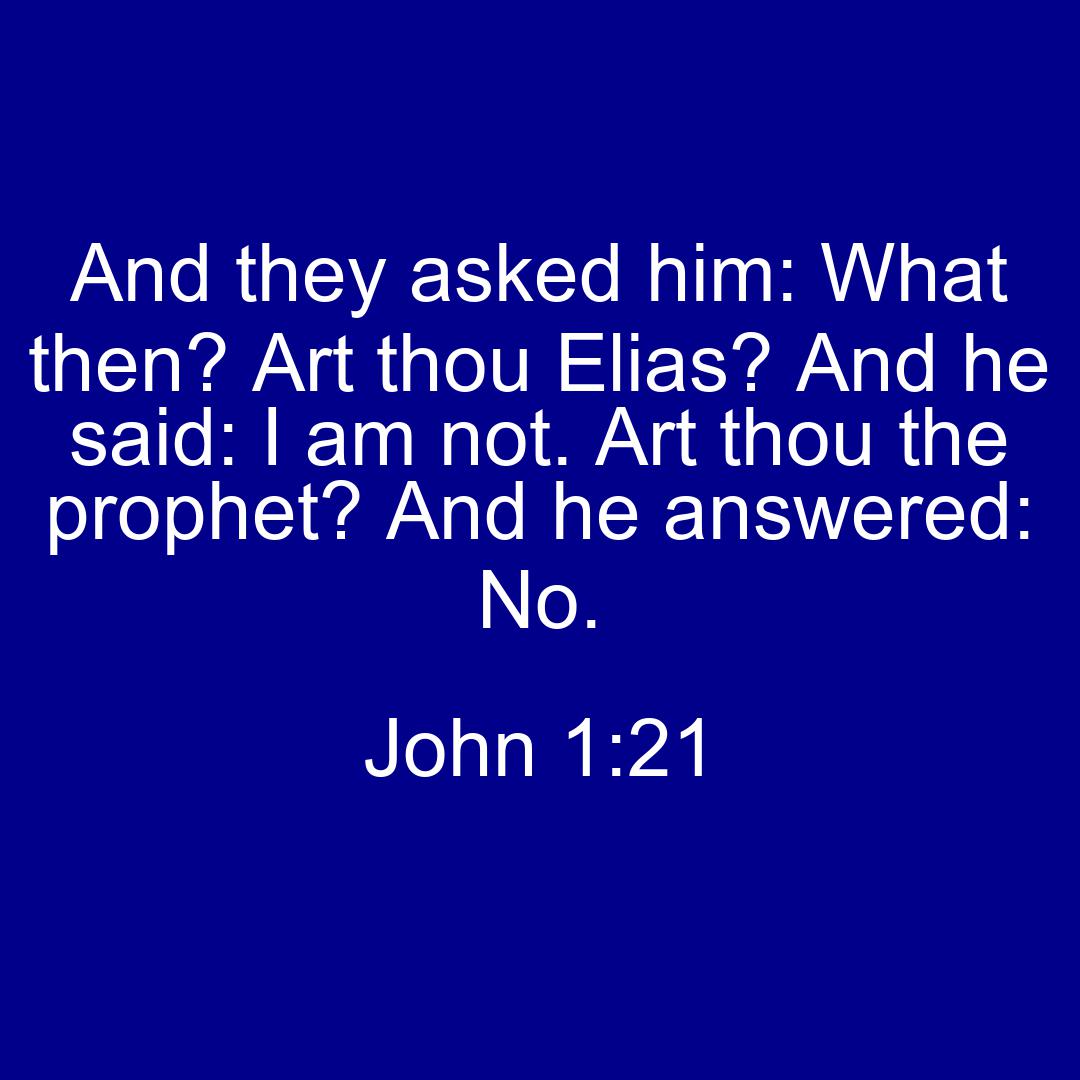 And they asked him: What
then? Art thou Elias? And he
said: I am not. Art thou the
prophet? And he answered:
No.
John 1:21